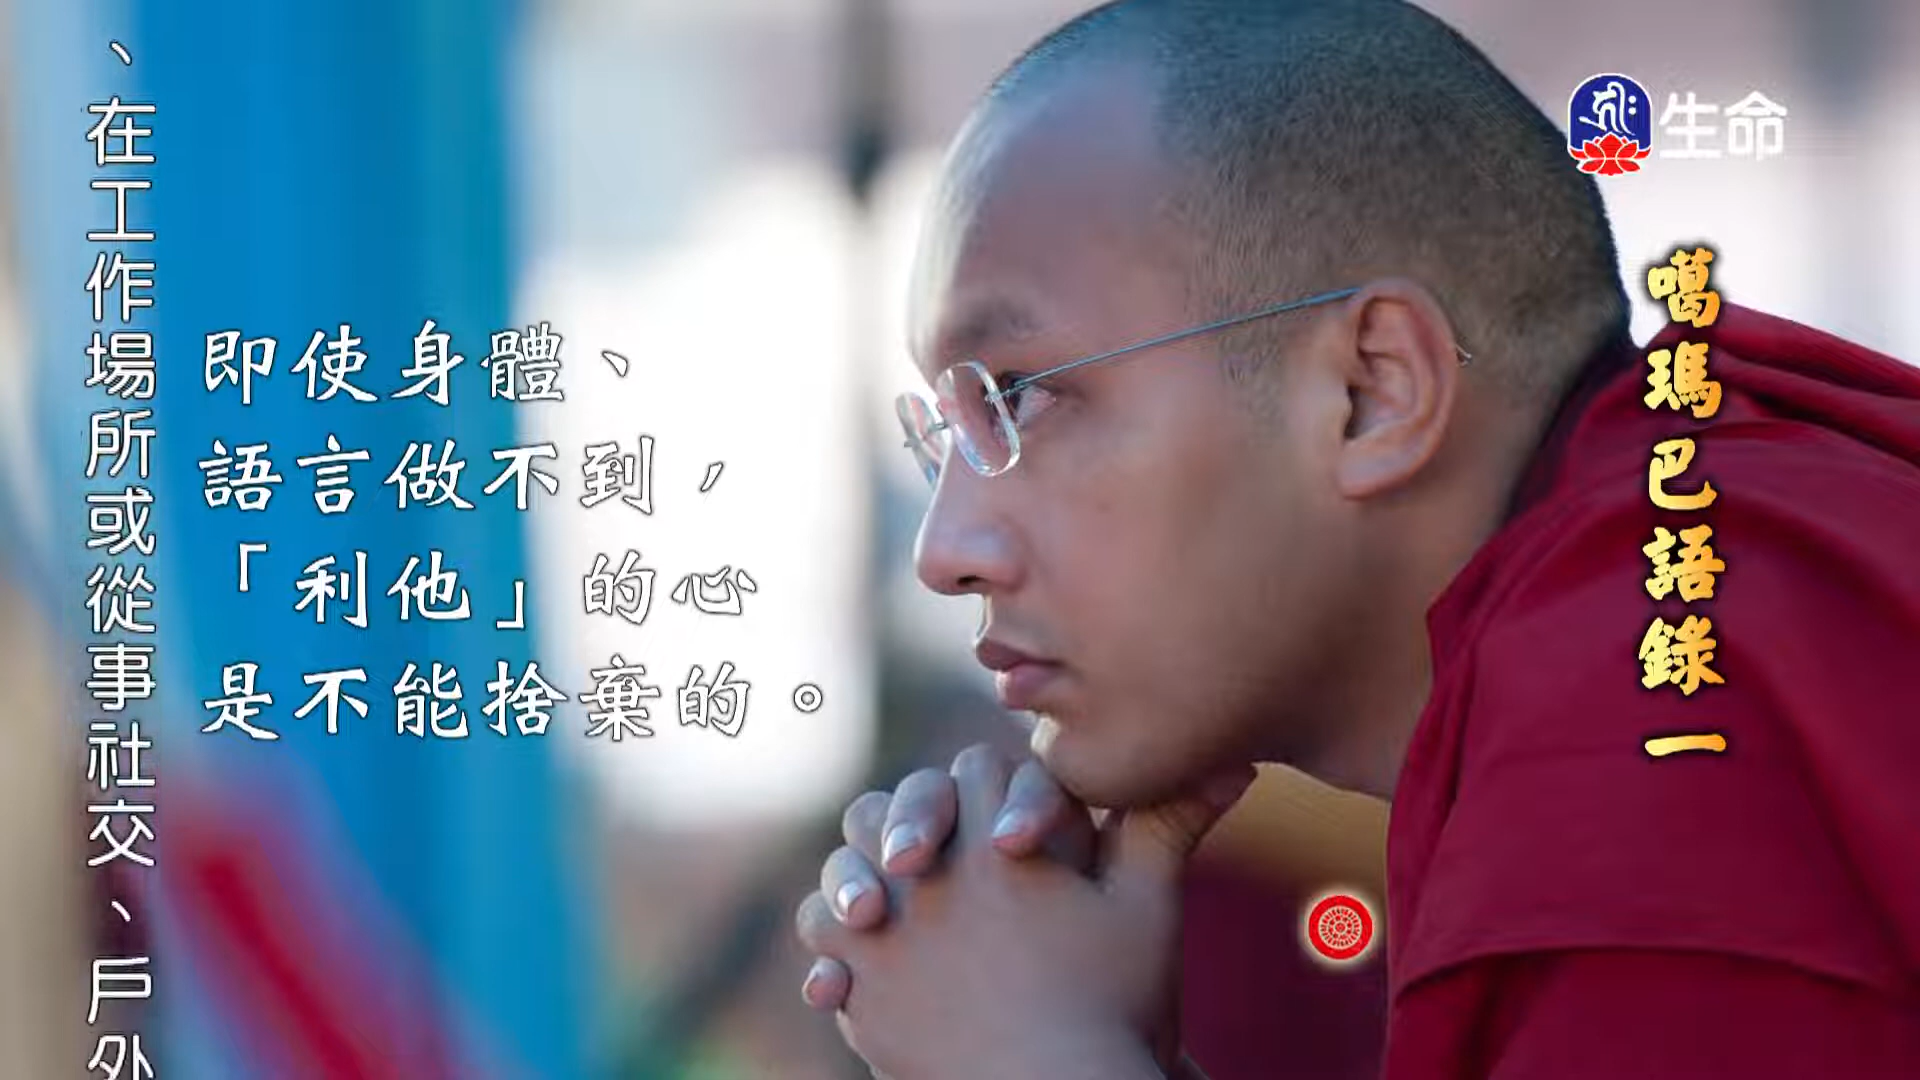 生命
噶瑪巴語錄一
即使身體、
語言做不到，
「利他」的心
是不能捨棄的。
、在工作場所或從事社交、戶外